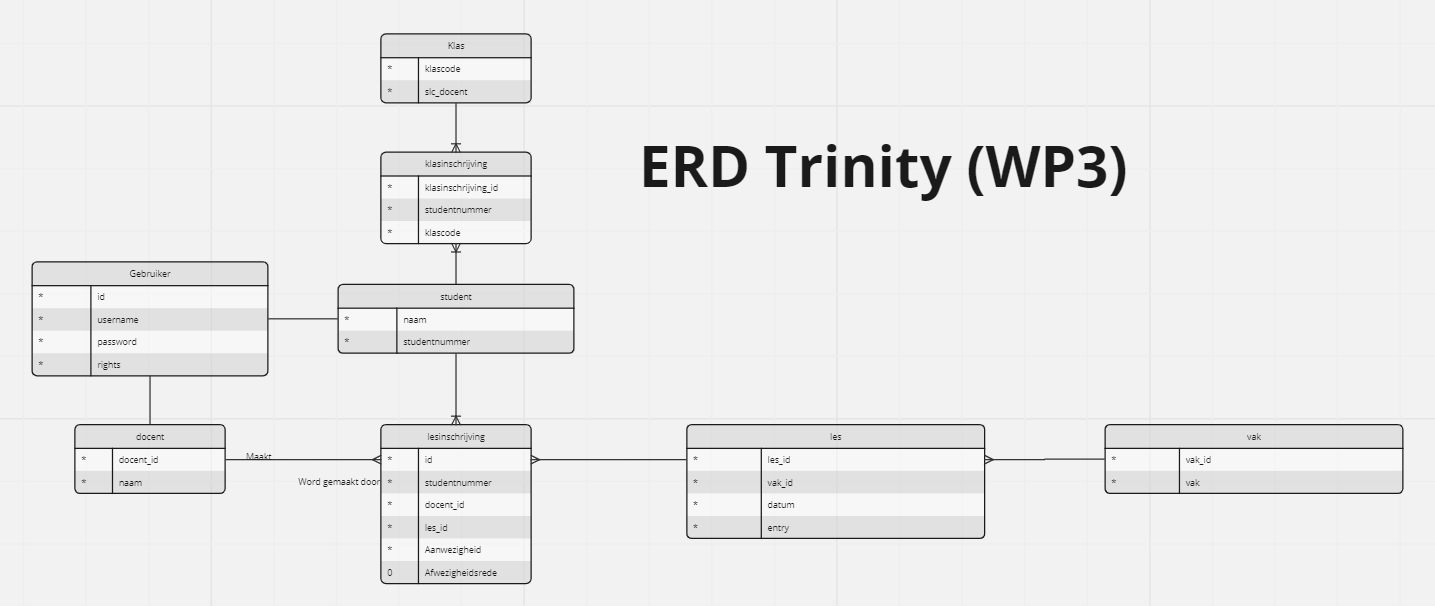 Klas
* klascode
* slc_docent
ERD Trinity (WP3)
klasinschrijving
* klasinschrijving_id
* studentnummer
* klascode
Gebruiker
* id
* username
* password
* rights
student
* naam
* studentnummer
docent
* docent_id
* naam
Maakt
Word gemaakt door
lesinschrijving
* id
* studentnummer
* docent_id
* les_id
* Aanwezigheid
0 Afwezigheidsrede
les
* les_id
* vak_id
* datum
* entry
vak
* vak_id
* vak